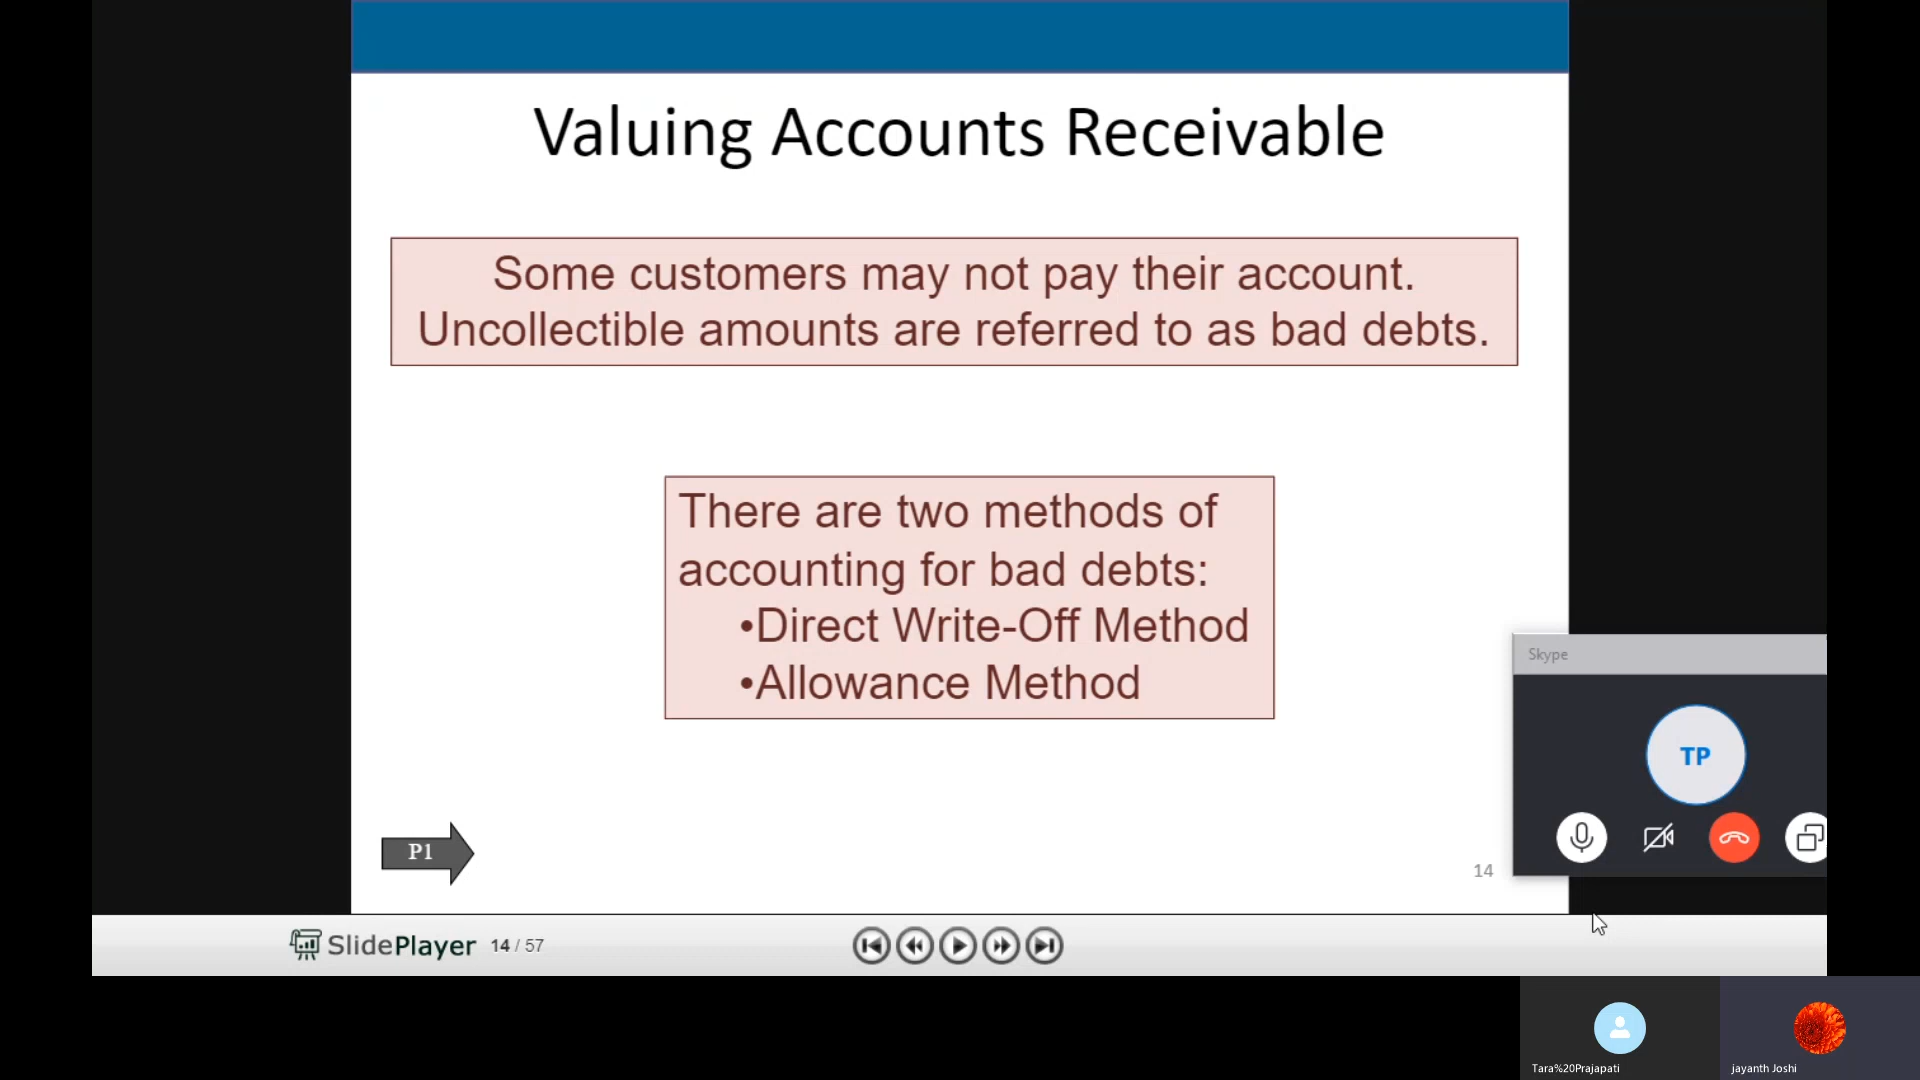 Valuing Accounts Receivable
Some customers may not pay their account.
Uncollectible amounts are referred to as bad debts.
There are two methods of
accounting for bad debts:
•Direct Write-Off Method
•Allowance Method
Skype
TP
P1
14
SlidePlayer 14 / 57
Tara%20Prajapati
jayanth Joshi